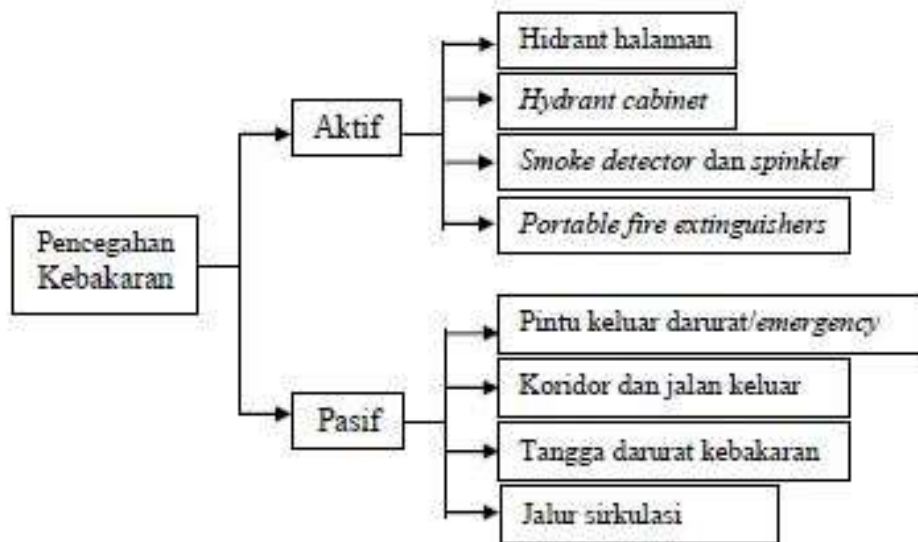 Hidrant halaman
Aktif
Hydrant cabinet
Smoke detector dan spinkler
Portable fire extinguishers
Pencegahan
Kebakaran
Pintu keluar darurat/emergency
Koridor dan jalan keluar
Pasif
Tangga darurat kebakaran
Jalur sirkulasi